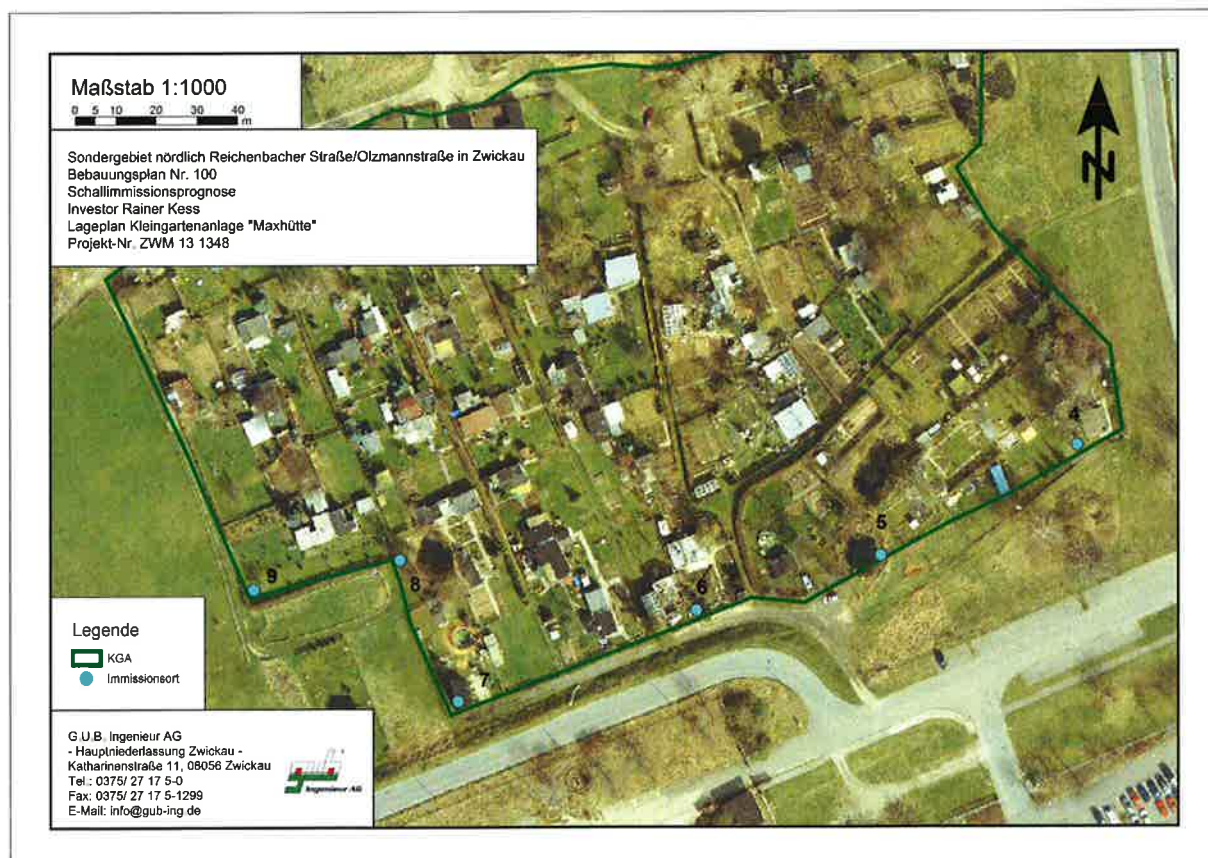 Maßstab 1:1000
0 5 10 20 30 40
m
Sondergebiet nördlich Reichenbacher Straße/Olzmannstraße in Zwickau
Bebauungsplan Nr. 100
Schallimmissionsprognose
Investor Rainer Kess
Lageplan Kleingartenanlage "Maxhütte"
Projekt-Nr. ZWM 13 1348
N
4
5
6
7
8
9
Legende
KGA
Immissionsort
G.U.B. Ingenieur AG
- Hauptniederlassung Zwickau -
Katharinenstraße 11, 08056 Zwickau
Tel.: 0375/ 27 17 5-0
Fax: 0375/ 27 17 5-1299
E-Mail: info@gub-ing.de
gub
Ingenieur AG